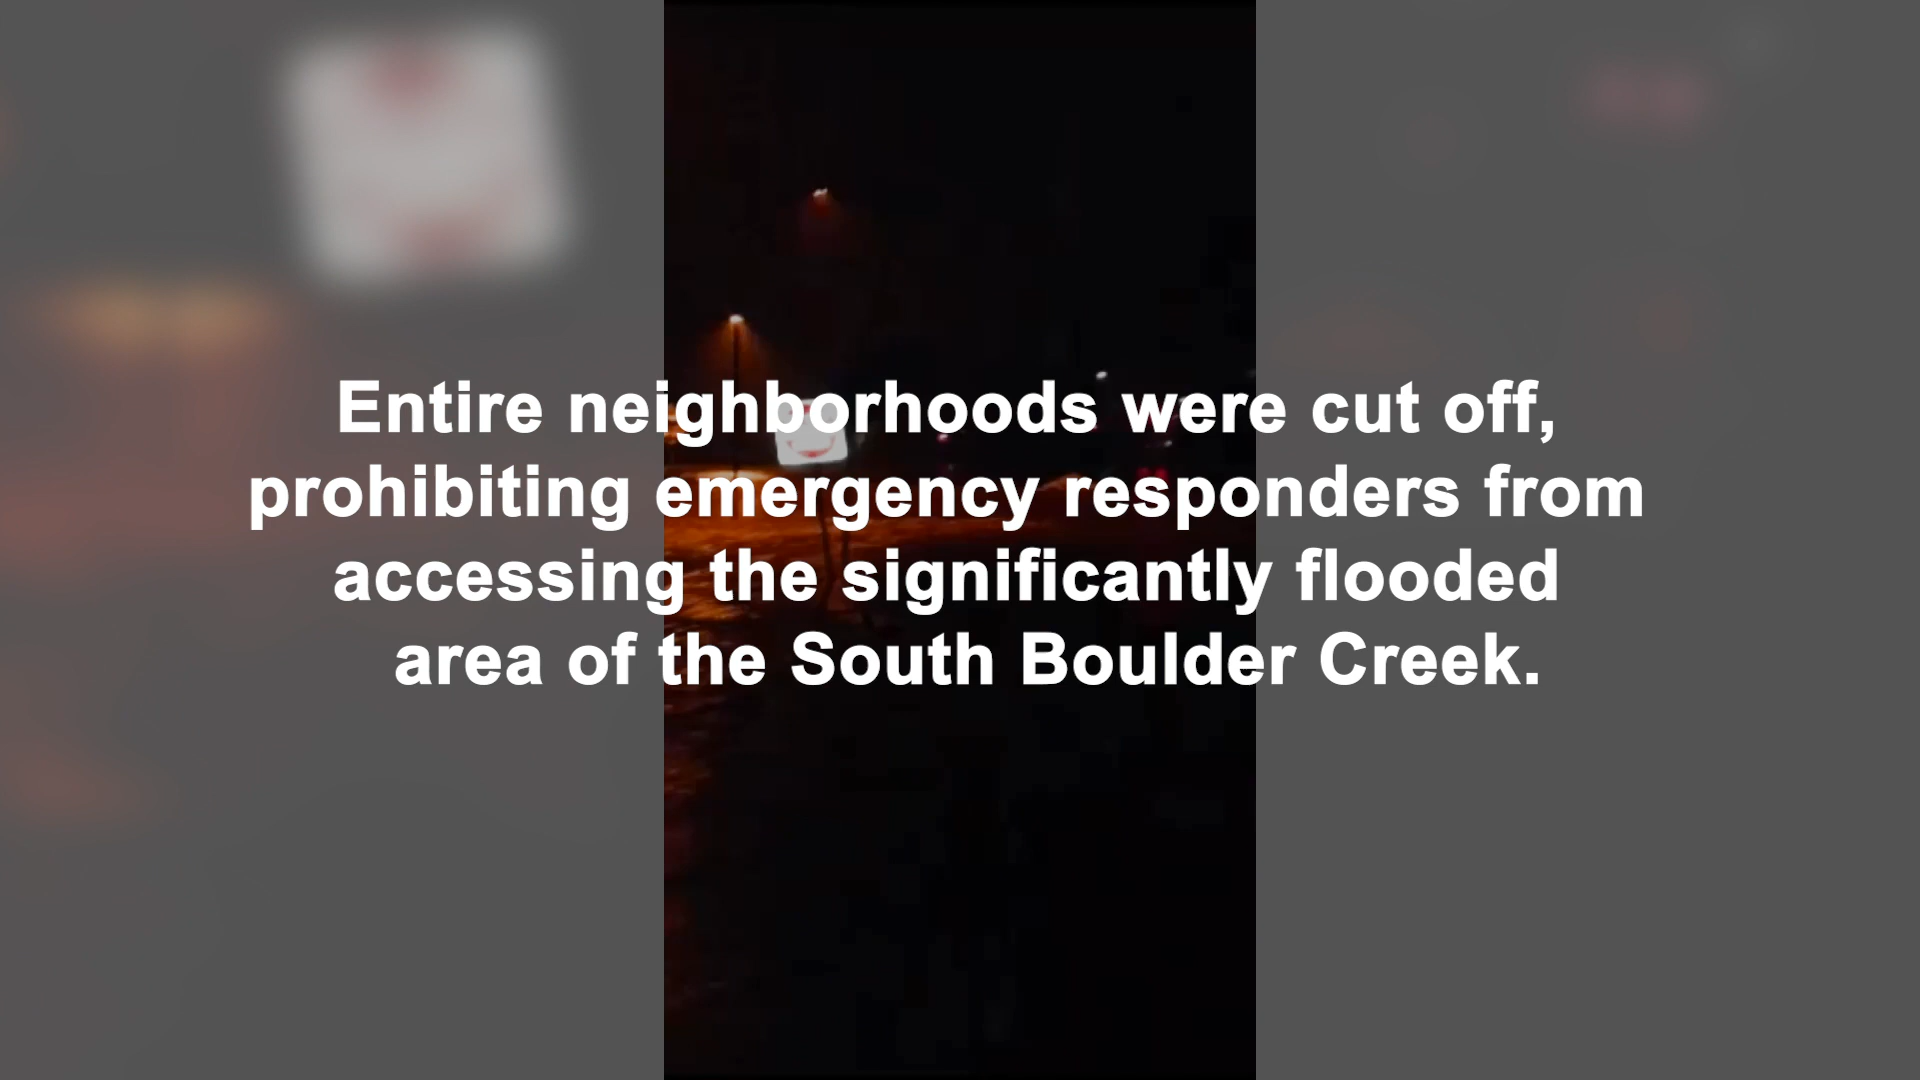 Entire neighborhoods were cut off,
prohibiting emergency responders from
accessing the significantly flooded
area of the South Boulder Creek.